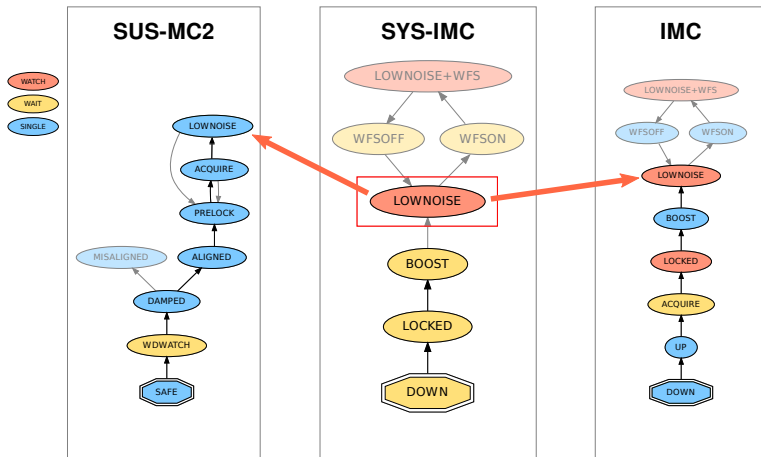 SUS-MC2
SYS-IMC
IMC
WATCH
WAIT
SINGLE
LOWNOISE
ACQUIRE
PRELOCK
MISALIGNED
ALIGNED
DAMPED
WDWATCH
SAFE
LOWNOISE+WFS
WFSOFF
WFSON
LOWNOISE
BOOST
LOCKED
DOWN
LOWNOISE+WFS
WFSOFF
WFSON
LOWNOISE
BOOST
LOCKED
ACQUIRE
UP
DOWN